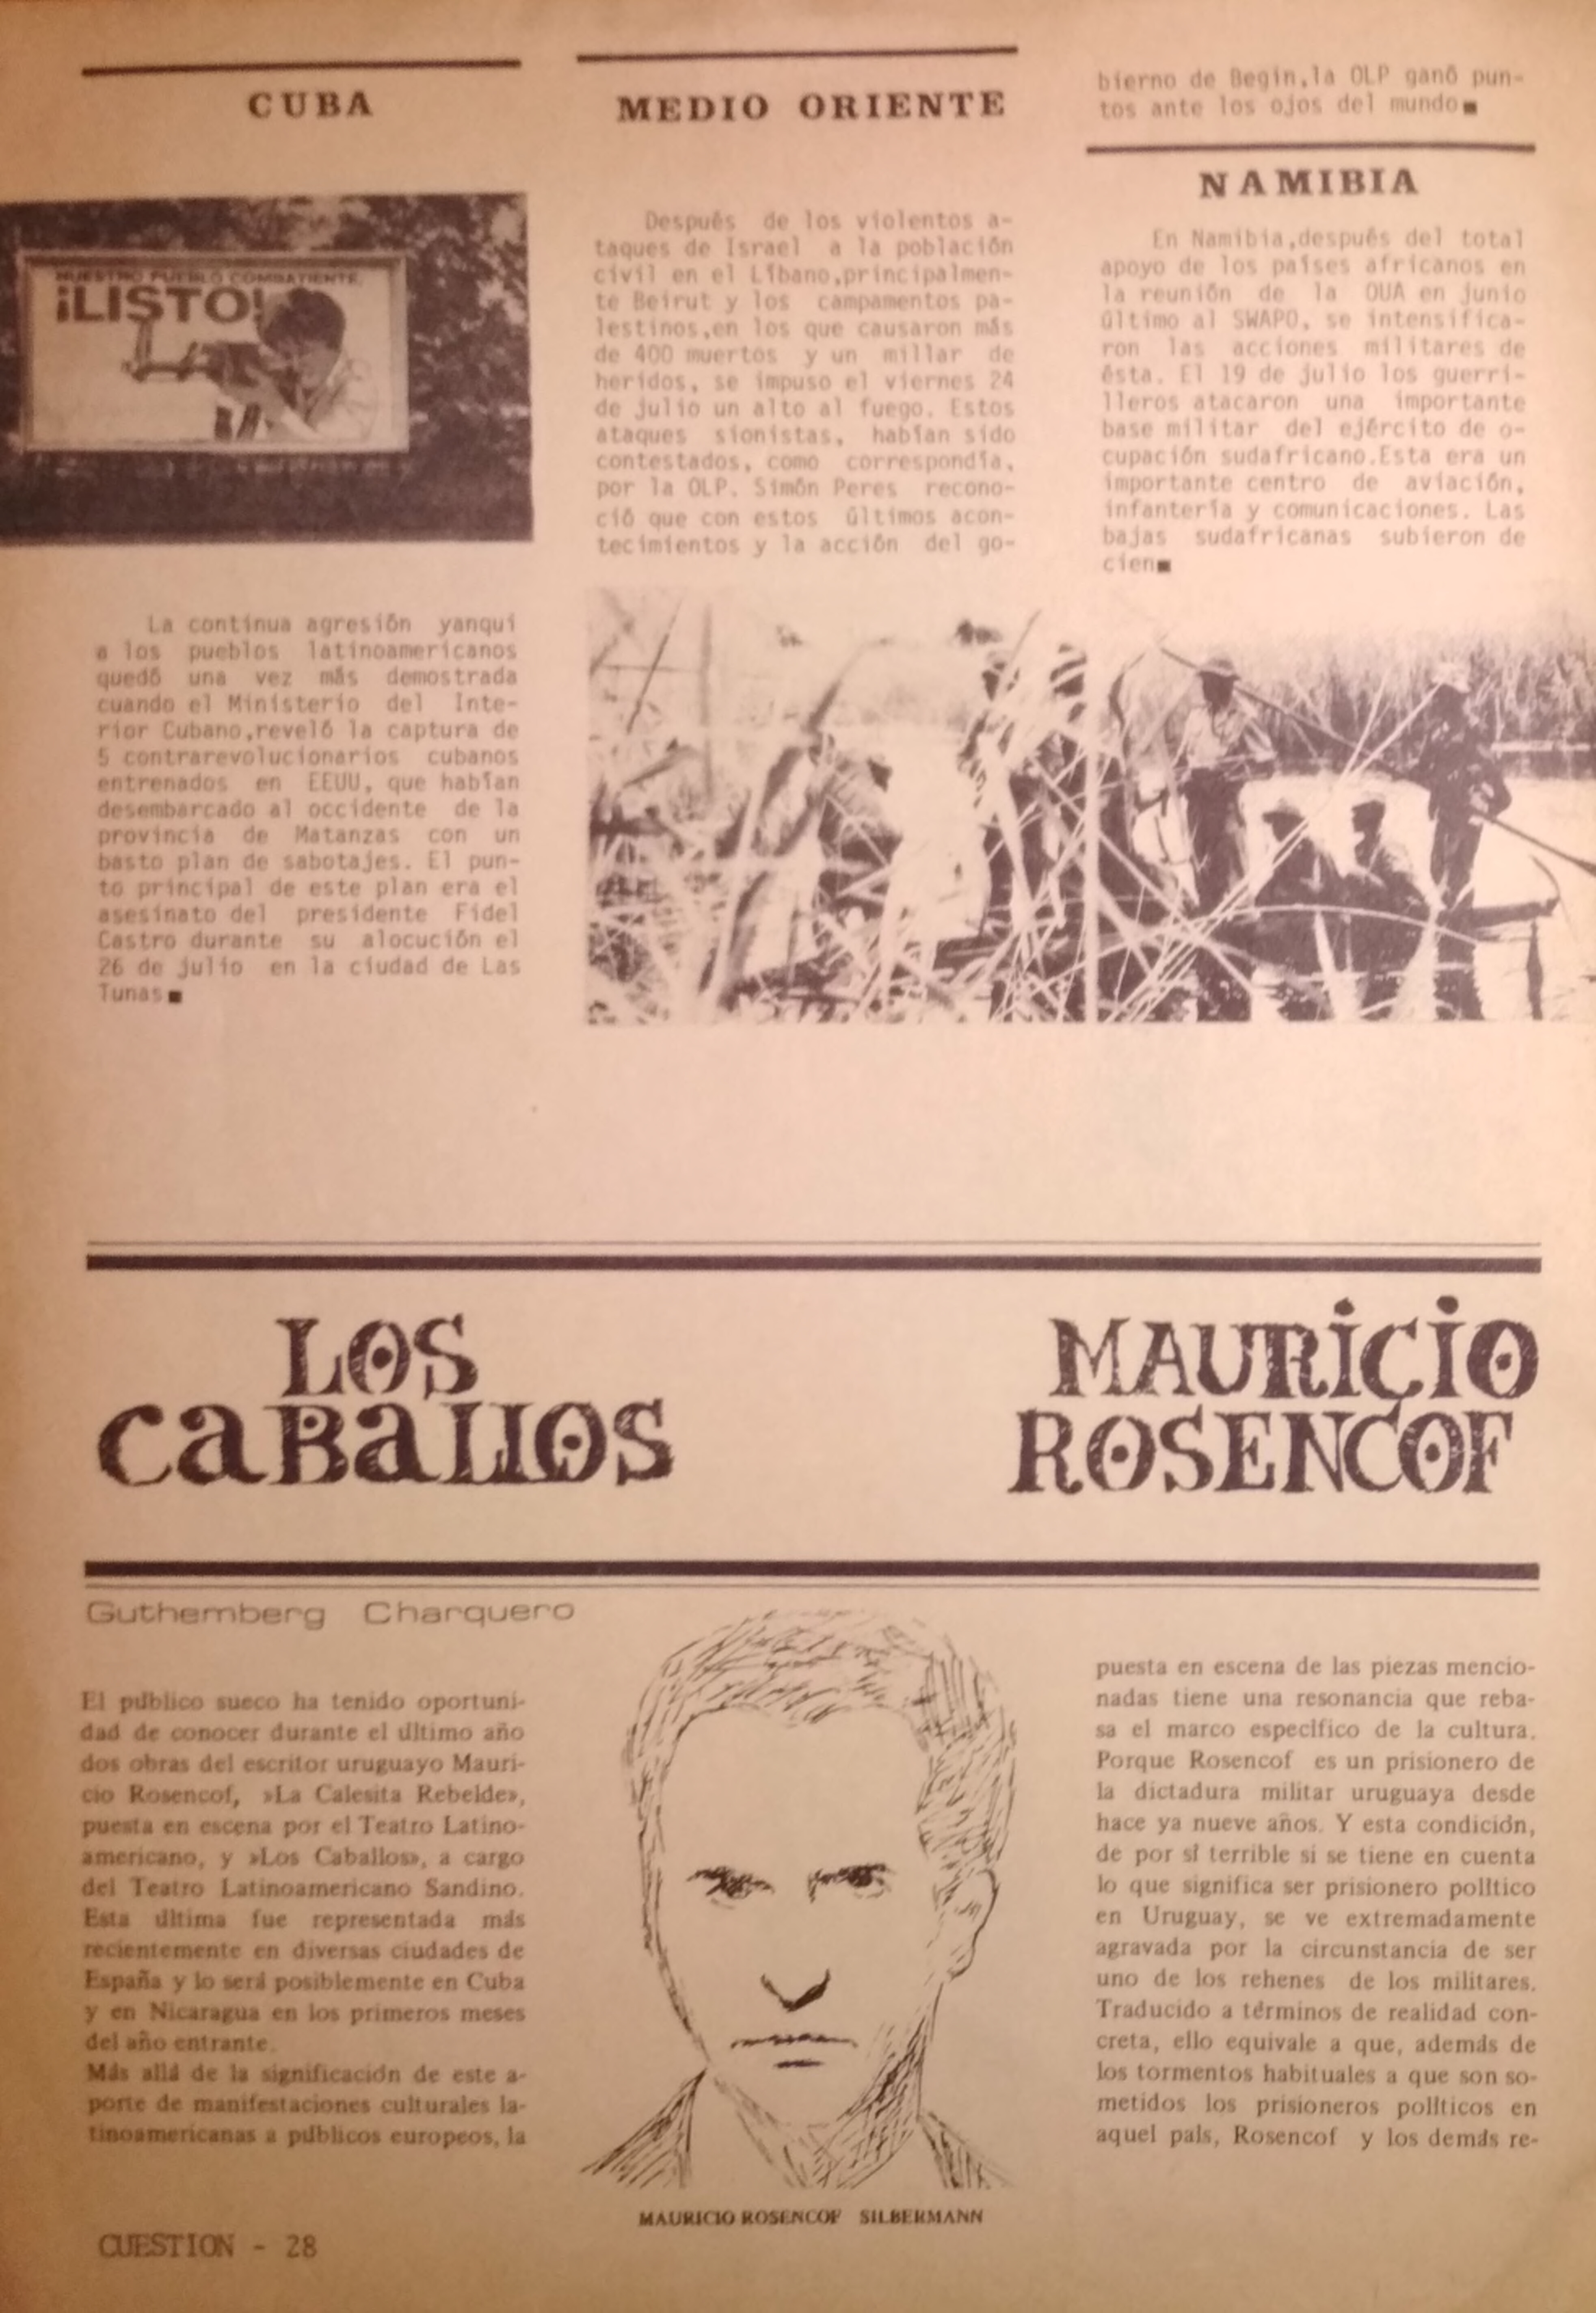 CUBA
NUESTRO PUEBLO COMBATIENTE,
¡LISTO!
La continua agresión yanqui
a los pueblos latinoamericanos
quedó una vez más demostrada
cuando el Ministerio del Inte-
rior Cubano,reveló la captura de
5 contrarevolucionarios cubanos
entrenados en EEUU, que habían
desembarcado al occidente de la
provincia de Matanzas con un
basto plan de sabotajes. El pun-
to principal de este plan era el
asesinato del presidente Fidel
Castro durante su alocución el
26 de julio en la ciudad de Las
Tunas■
MEDIO ORIENTE
Después de los violentos a-
taques de Israel a la población
civil en el Líbano,principalmen-
te Beirut y los campamentos pa-
lestinos,en los que causaron más
de 400 muertos y un millar de
heridos, se impuso el viernes 24
de julio un alto al fuego. Estos
ataques sionistas, habían sido
contestados, como correspondía,
por la OLP. Simón Peres recono-
ció que con estos últimos acon-
tecimientos y la acción del go-
bierno de Begin,la OLP ganó pun-
tos ante los ojos del mundo■
NAMIBIA
En Namibia,después del total
apoyo de los países africanos en
la reunión de la OUA en junio
último al SWAPO, se intensifica-
ron las acciones militares de
ésta. El 19 de julio los guerri-
lleros atacaron una importante
base militar del ejército de o-
cupación sudafricano.Esta era un
importante centro de aviación,
infantería y comunicaciones. Las
bajas sudafricanas subieron de
cien■
LOS
CABALLOS
MAURICIO
ROSENCOF
Guthemberg Charquero
El público sueco ha tenido oportuni-
dad de conocer durante el último año
dos obras del escritor uruguayo Mauri-
cio Rosencof, »La Calesita Rebelde»,
puesta en escena por el Teatro Latino-
americano, y »Los Caballos», a cargo
del Teatro Latinoamericano Sandino.
Esta última fue representada más
recientemente en diversas ciudades de
España y lo será posiblemente en Cuba
y en Nicaragua en los primeros meses
del año entrante.
Más allá de la significación de este a-
porte de manifestaciones culturales la-
tinoamericanas a públicos europeos, la
MAURICIO ROSENCOF SILBERMANN
puesta en escena de las piezas mencio-
nadas tiene una resonancia que reba-
sa el marco específico de la cultura.
Porque Rosencof es un prisionero de
la dictadura militar uruguaya desde
hace ya nueve años. Y esta condición,
de por sí terrible si se tiene en cuenta
lo que significa ser prisionero político
en Uruguay, se ve extremadamente
agravada por la circunstancia de ser
uno de los rehenes de los militares.
Traducido a términos de realidad con-
creta, ello equivale a que, además de
los tormentos habituales a que son so-
metidos los prisioneros políticos en
aquel país, Rosencof y los demás re-
CUESTION - 28